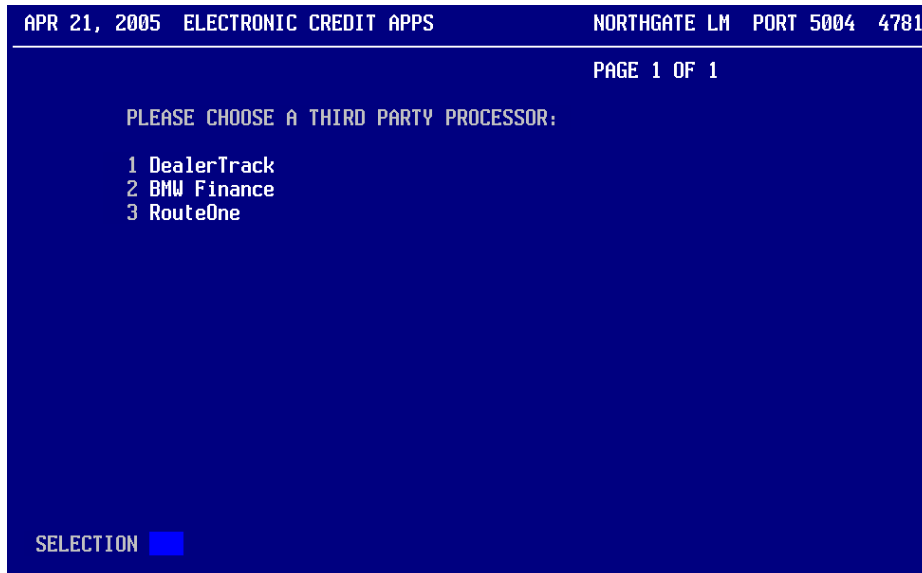 APR 21, 2005 ELECTRONIC CREDIT APPS NORTHGATE LM PORT 5004 4781
PAGE 1 OF 1
PLEASE CHOOSE A THIRD PARTY PROCESSOR:
1 DealerTrack
2 BMW Finance
3 RouteOne
SELECTION